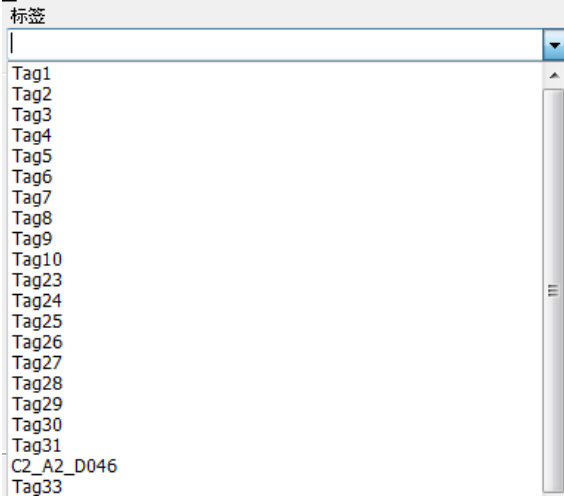 标签
Tag1
Tag2
Tag3
Tag4
Tag5
Tag6
Tag7
Tag8
Tag9
Tag10
Tag23
Tag24
Tag25
Tag26
Tag27
Tag28
Tag29
Tag30
Tag31
C2_A2_D046
Tag33